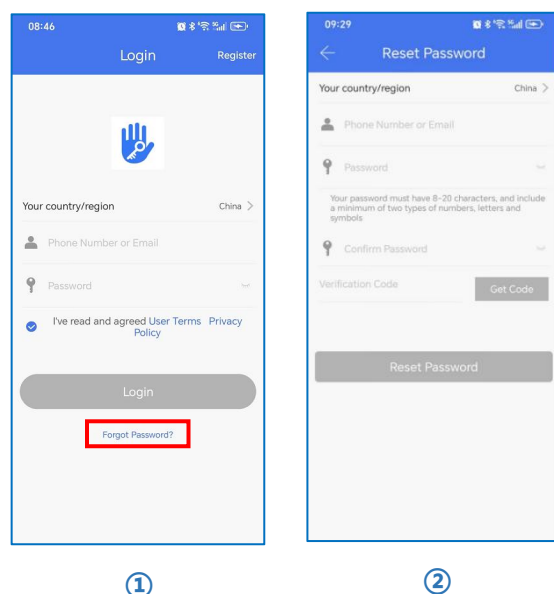 08:46
Login
Register
Your country/region
China
Phone Number or Email
Password
I've read and agreed User Terms Privacy
Policy
Login
Forgot Password?
①
09:29
Reset Password
Your country/region
China
Phone Number or Email
Password
Your password must have 8-20 characters, and include
a minimum of two types of numbers, letters and
symbols
Confirm Password
Verification Code
Get Code
Reset Password
②